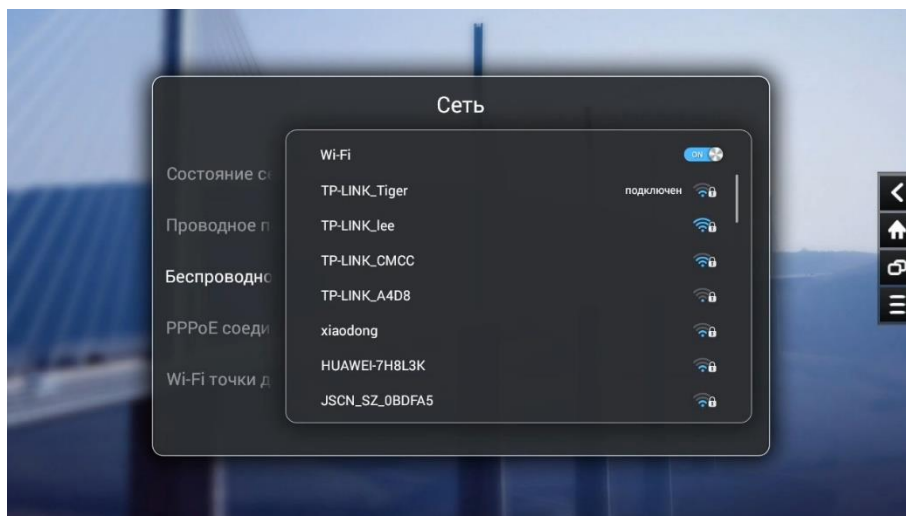 Сеть
Wi-Fi
ON
Состояние се
TP-LINK_Tiger подключен
Проводное п
TP-LINK_lee
TP-LINK_CMCC
Беспроводно
TP-LINK_A4D8
PPPoE соеди
xiaodong
HUAWEI-7H8L3K
Wi-Fi точки д
JSCN_SZ_0BDFA5